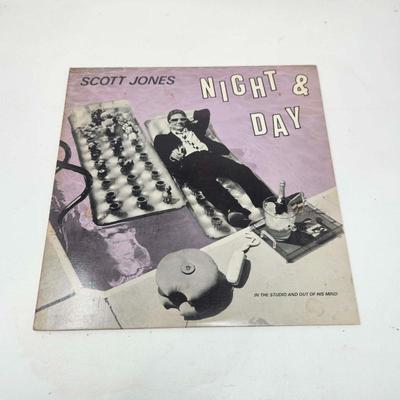 SCOTT JONES
NIGHT &
DAY
IN THE STUDIO AND OUT OF HIS MIND